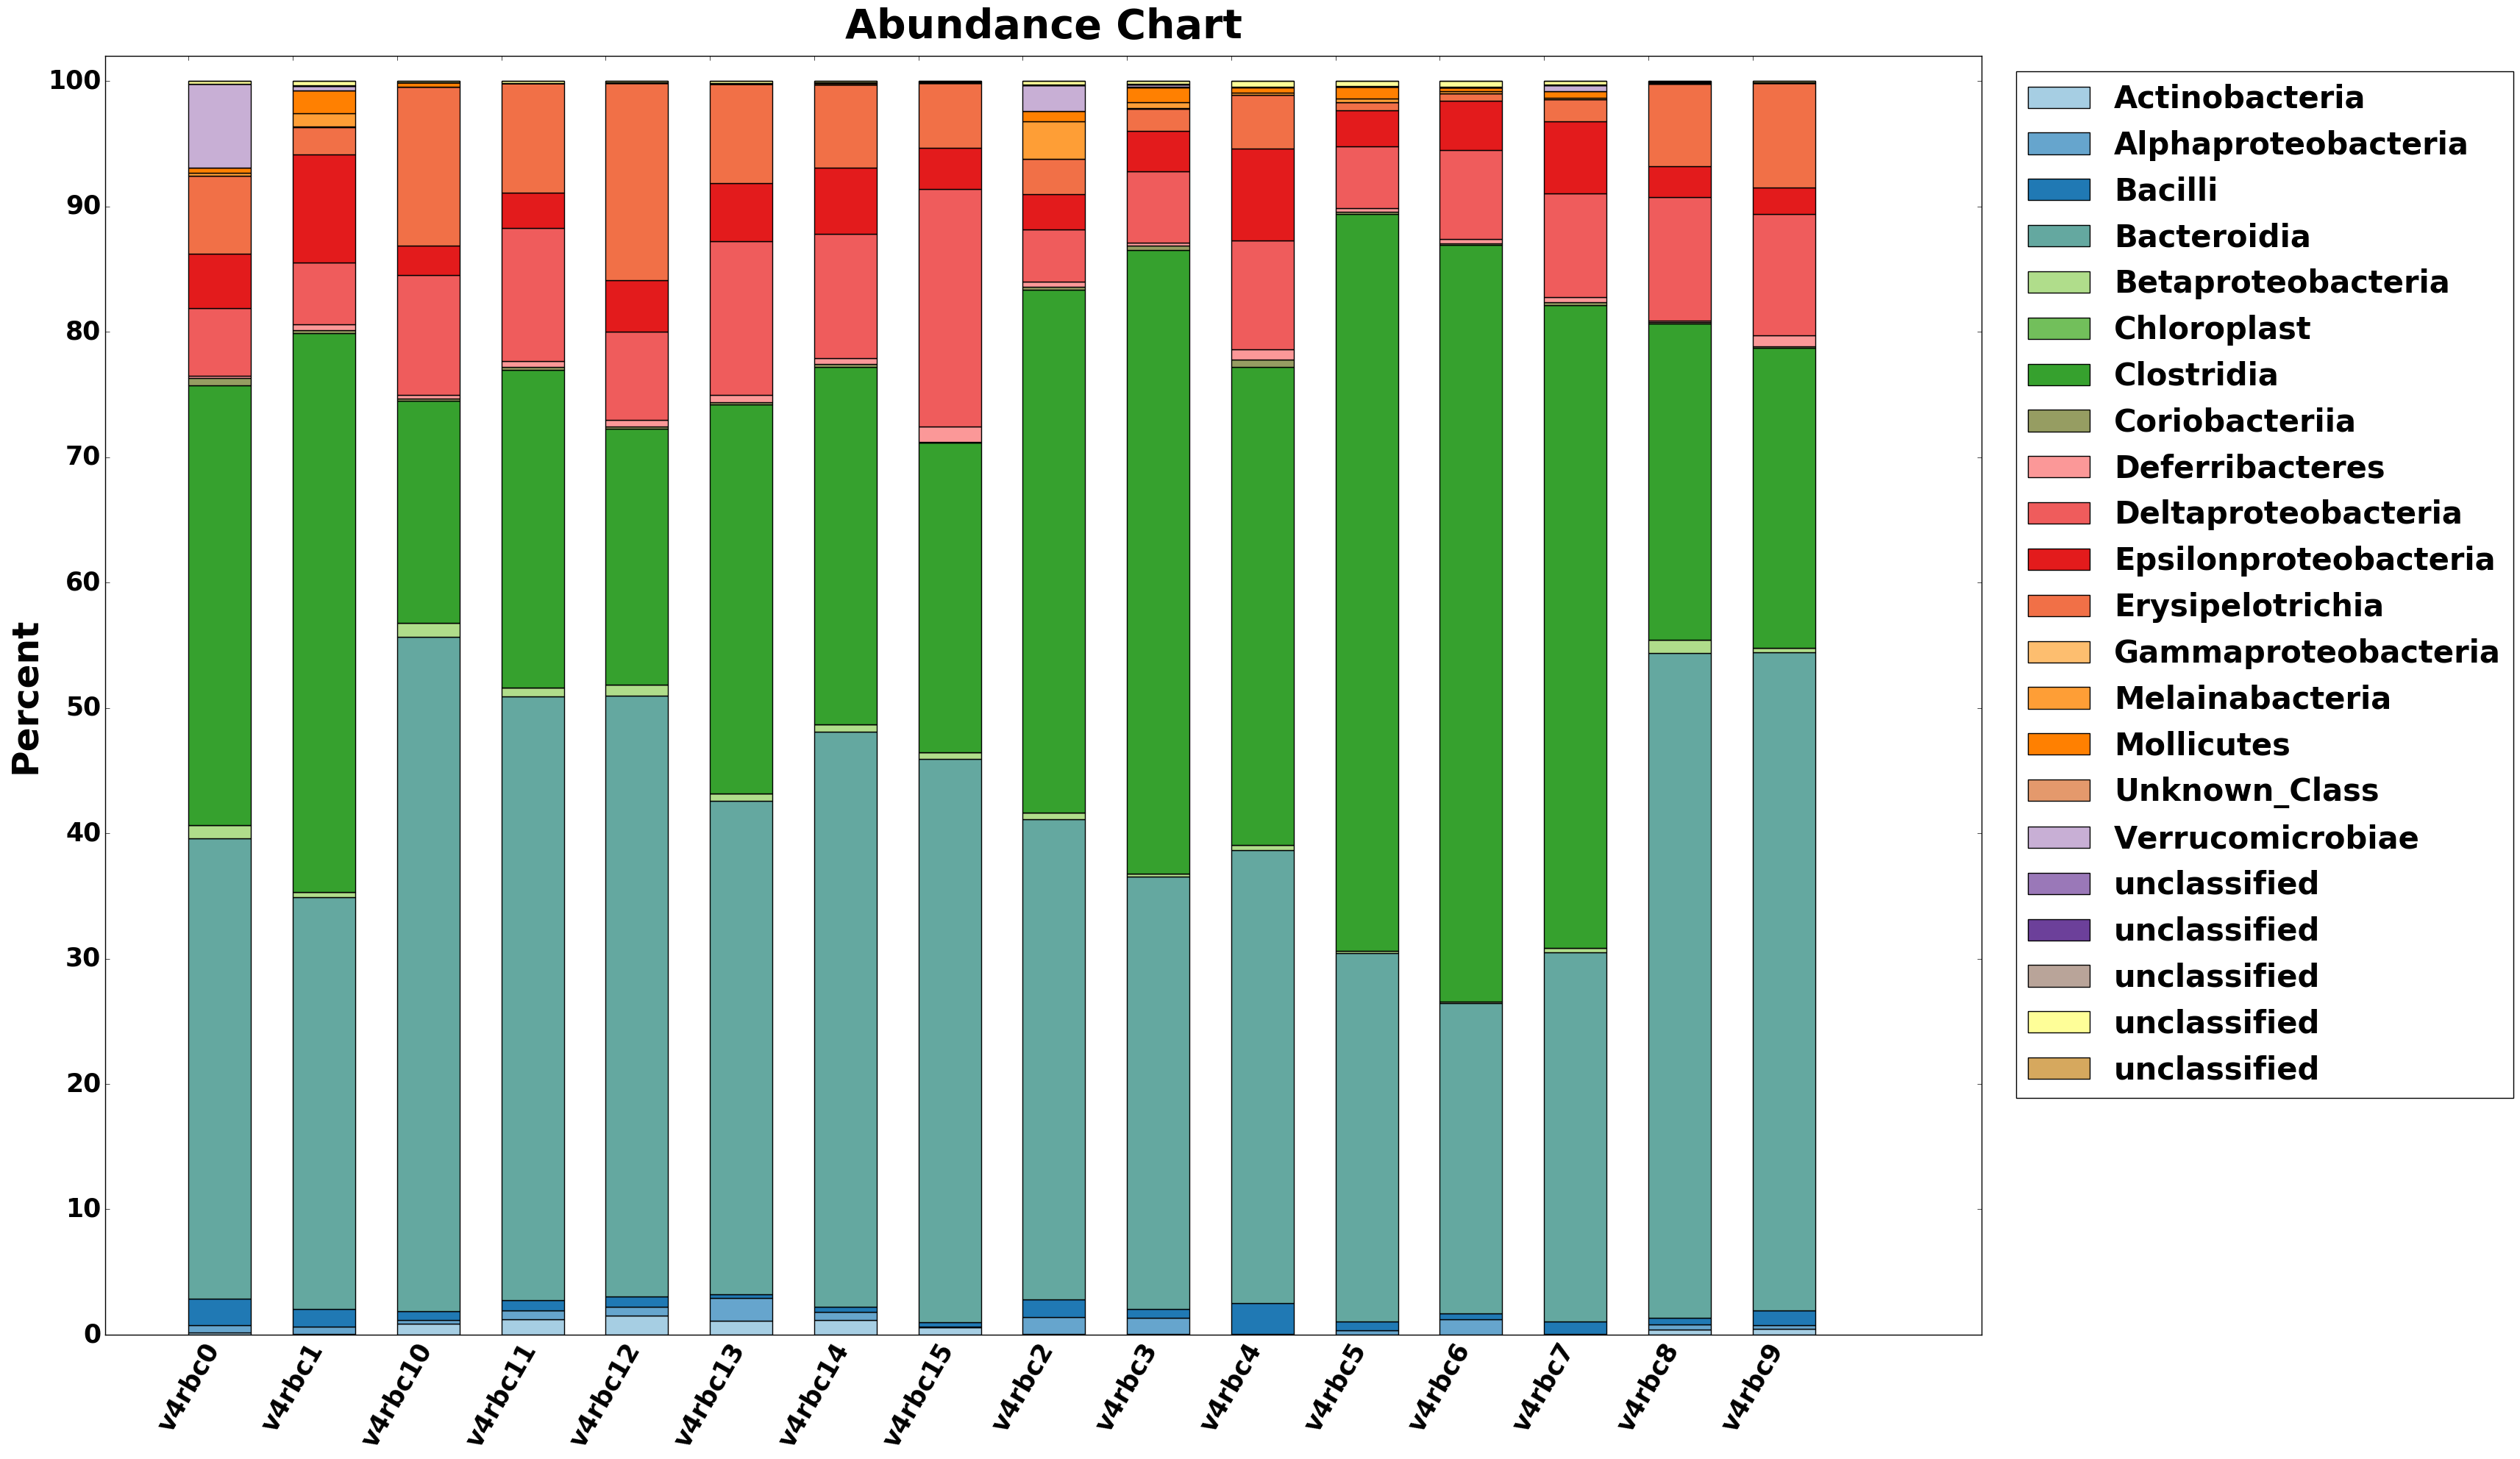 Abundance Chart
Percent
100
90
80
70
60
50
40
30
20
10
0
v4rbc0
v4rbc1
v4rbc10
v4rbc11
v4rbc12
v4rbc13
v4rbc14
v4rbc15
v4rbc2
v4rbc3
v4rbc4
v4rbc5
v4rbc6
v4rbc7
v4rbc8
v4rbc9
Actinobacteria
Alphaproteobacteria
Bacilli
Bacteroidia
Betaproteobacteria
Chloroplast
Clostridia
Coriobacteriia
Deferribacteres
Deltaproteobacteria
Epsilonproteobacteria
Erysipelotrichia
Gammaproteobacteria
Melainabacteria
Mollicutes
Unknown_Class
Verrucomicrobiae
unclassified
unclassified
unclassified
unclassified
unclassified